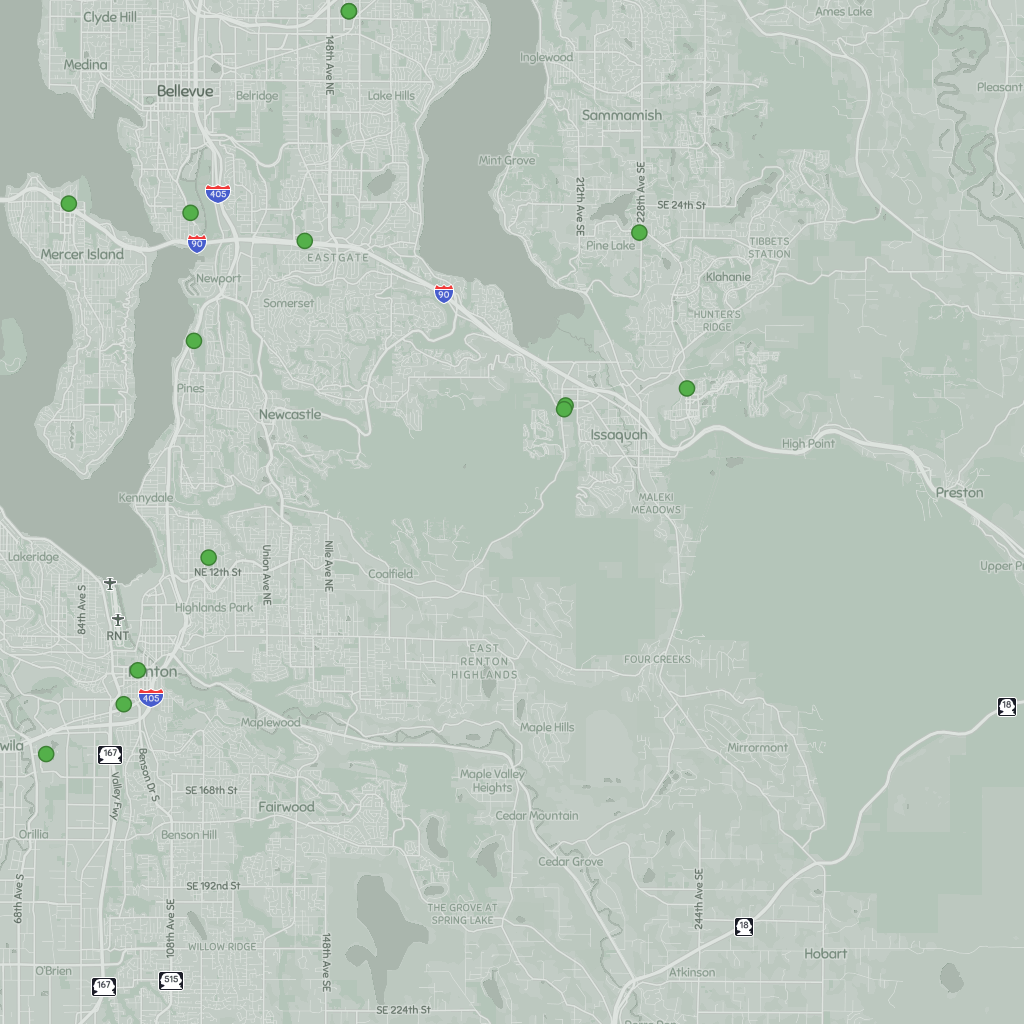 Clyde Hill
Ames Lake
148th Ave NE
Inglewood
Medina
Bellevue
Belridge
Lake Hills
Pleasant
Sammamish
Mint Grove
405
212th Ave SE
228th Ave SE
SE 24th St
90
Pine Lake
TIBBETS
STATION
Mercer Island
EASTGATE
Newport
Klahanie
90
Somerset
HUNTER'S
RIDGE
Pines
Newcastle
Issaquah
High Point
Kennydale
MALEKI
MEADOWS
Preston
Lakeridge
Union Ave NE
Nile Ave NE
NE 12th St
Coalfield
Upper Pr
84th Ave S
Highlands Park
RNT
EAST
RENTON
HIGHLANDS
FOUR CREEKS
Renton
405
18
Maplewood
Maple Hills
wila
167
Mirrormont
Valley Fwy
Benson Dr S
SE 168th St
Maple Valley
Heights
Fairwood
Cedar Mountain
Orillia
Benson Hill
Cedar Grove
68th Ave S
SE 192nd St
244th Ave SE
108th Ave SE
THE GROVE AT
SPRING LAKE
18
WILLOW RIDGE
148th Ave SE
Hobart
O'Brien
167
515
Atkinson
SE 224th St